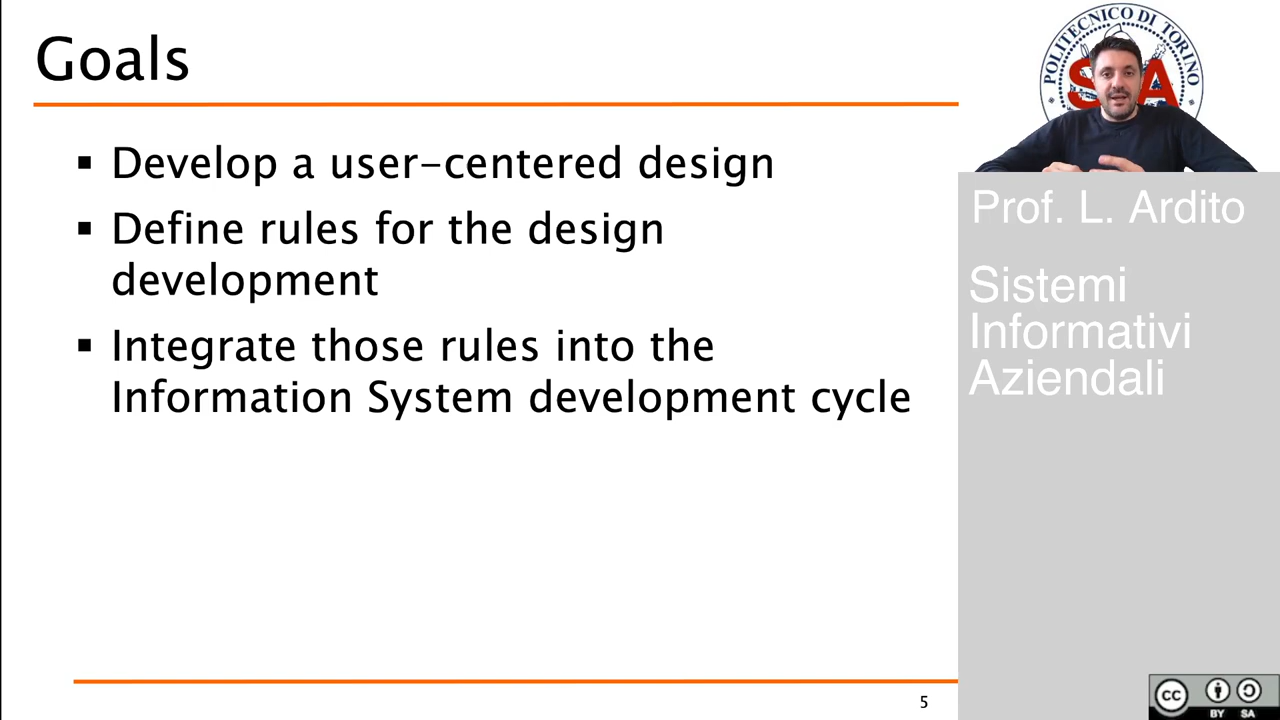 Goals
▪ Develop a user-centered design
▪ Define rules for the design
development
▪ Integrate those rules into the
Information System development cycle
5
POLITECNICO DI TORINO
Prof. L. Ardito
Sistemi
Informativi
Aziendali
cc
BY SA